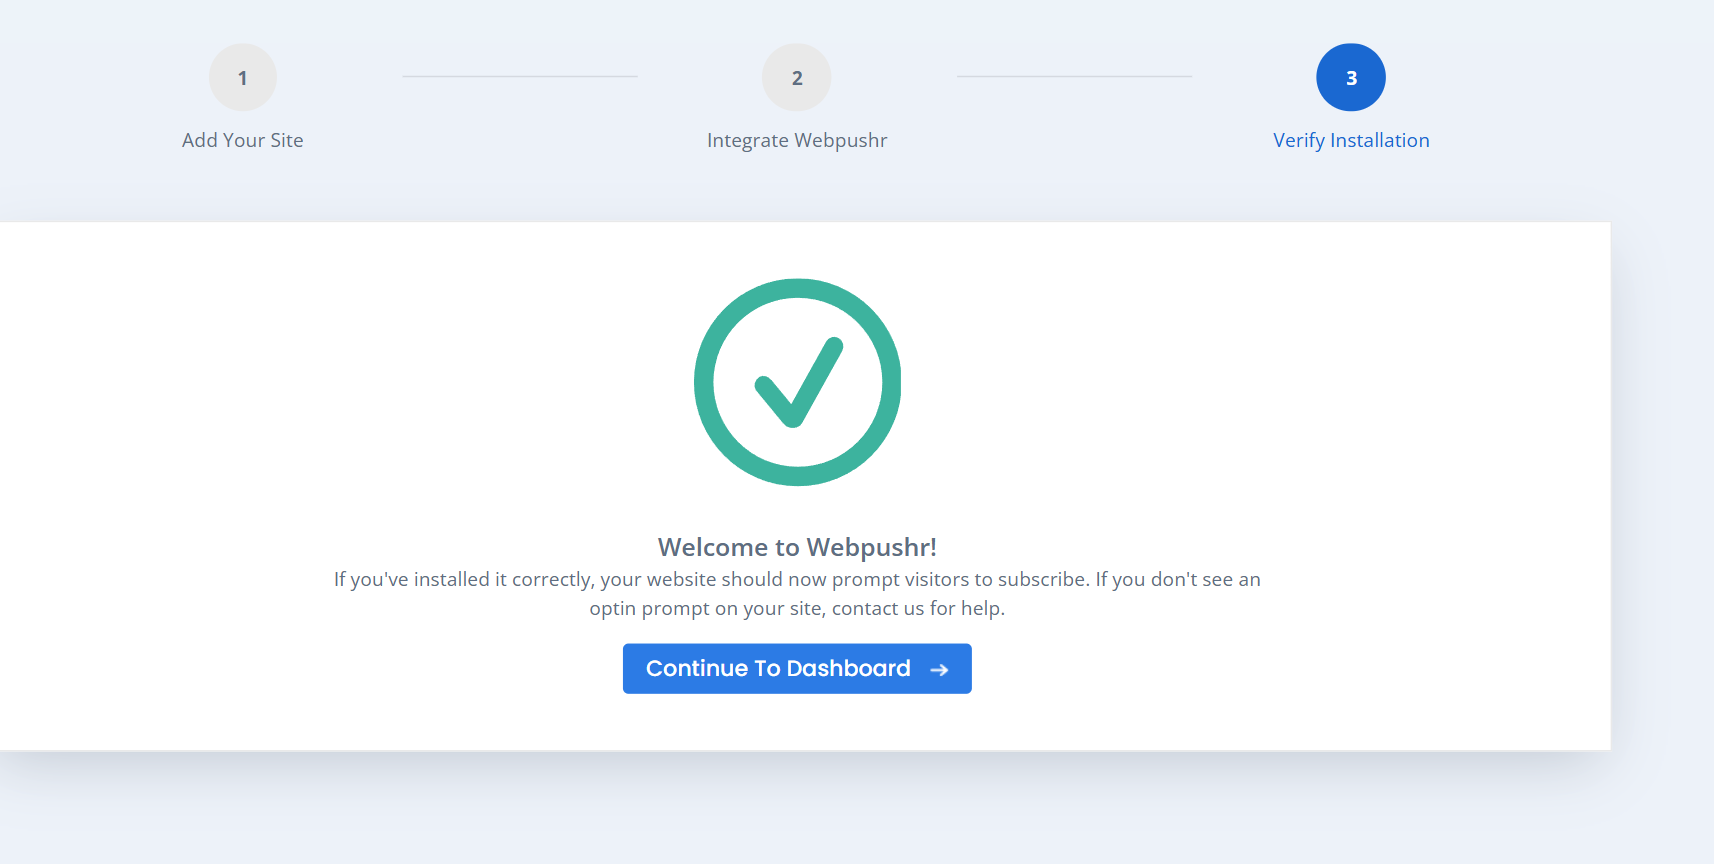 1
2
3
Add Your Site
Integrate Webpushr
Verify Installation
Welcome to Webpushr!
If you've installed it correctly, your website should now prompt visitors to subscribe. If you don't see an
optin prompt on your site, contact us for help.
Continue To Dashboard →